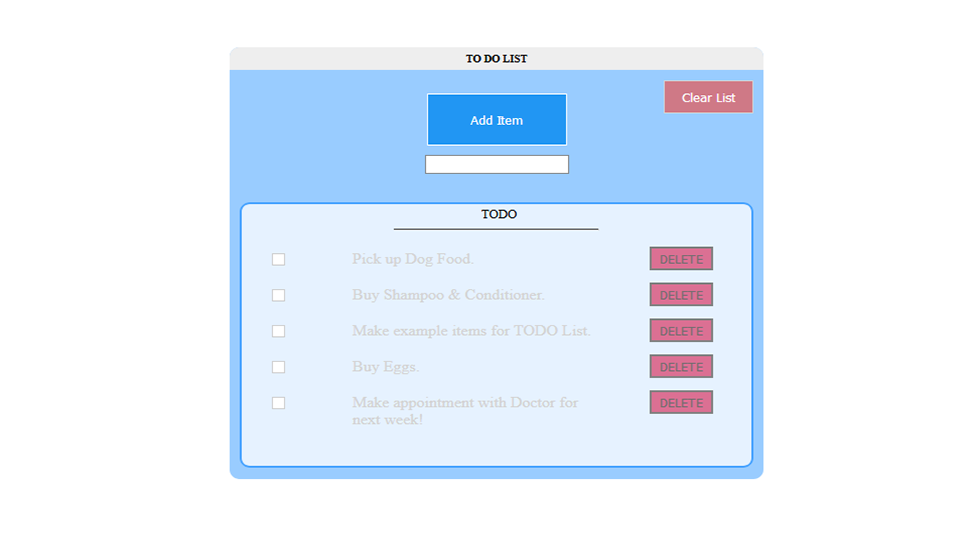 TO DO LIST
Clear List
Add Item
TODO
Pick up Dog Food. DELETE
Buy Shampoo & Conditioner. DELETE
Make example items for TODO List. DELETE
Buy Eggs. DELETE
Make appointment with Doctor for DELETE
next week!